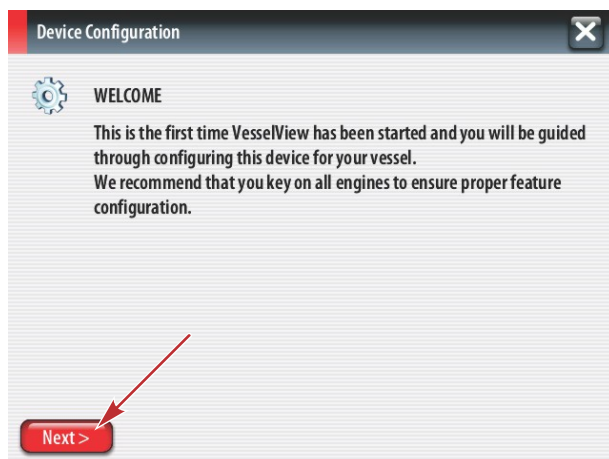 Device Configuration
WELCOME
This is the first time VesselView has been started and you will be guided
through configuring this device for your vessel.
We recommend that you key on all engines to ensure proper feature
configuration.
Next >